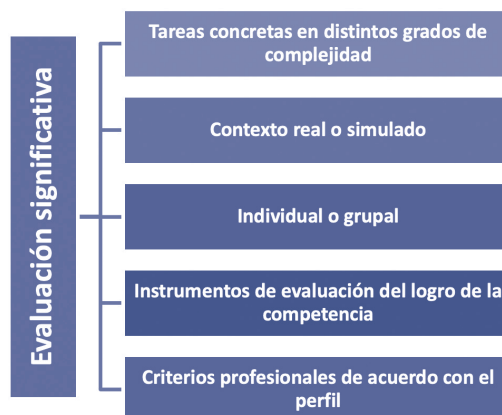 Evaluación significativa
Tareas concretas en distintos grados de
complejidad
Contexto real o simulado
Individual o grupal
Instrumentos de evaluación del logro de la
competencia
Criterios profesionales de acuerdo con el
perfil